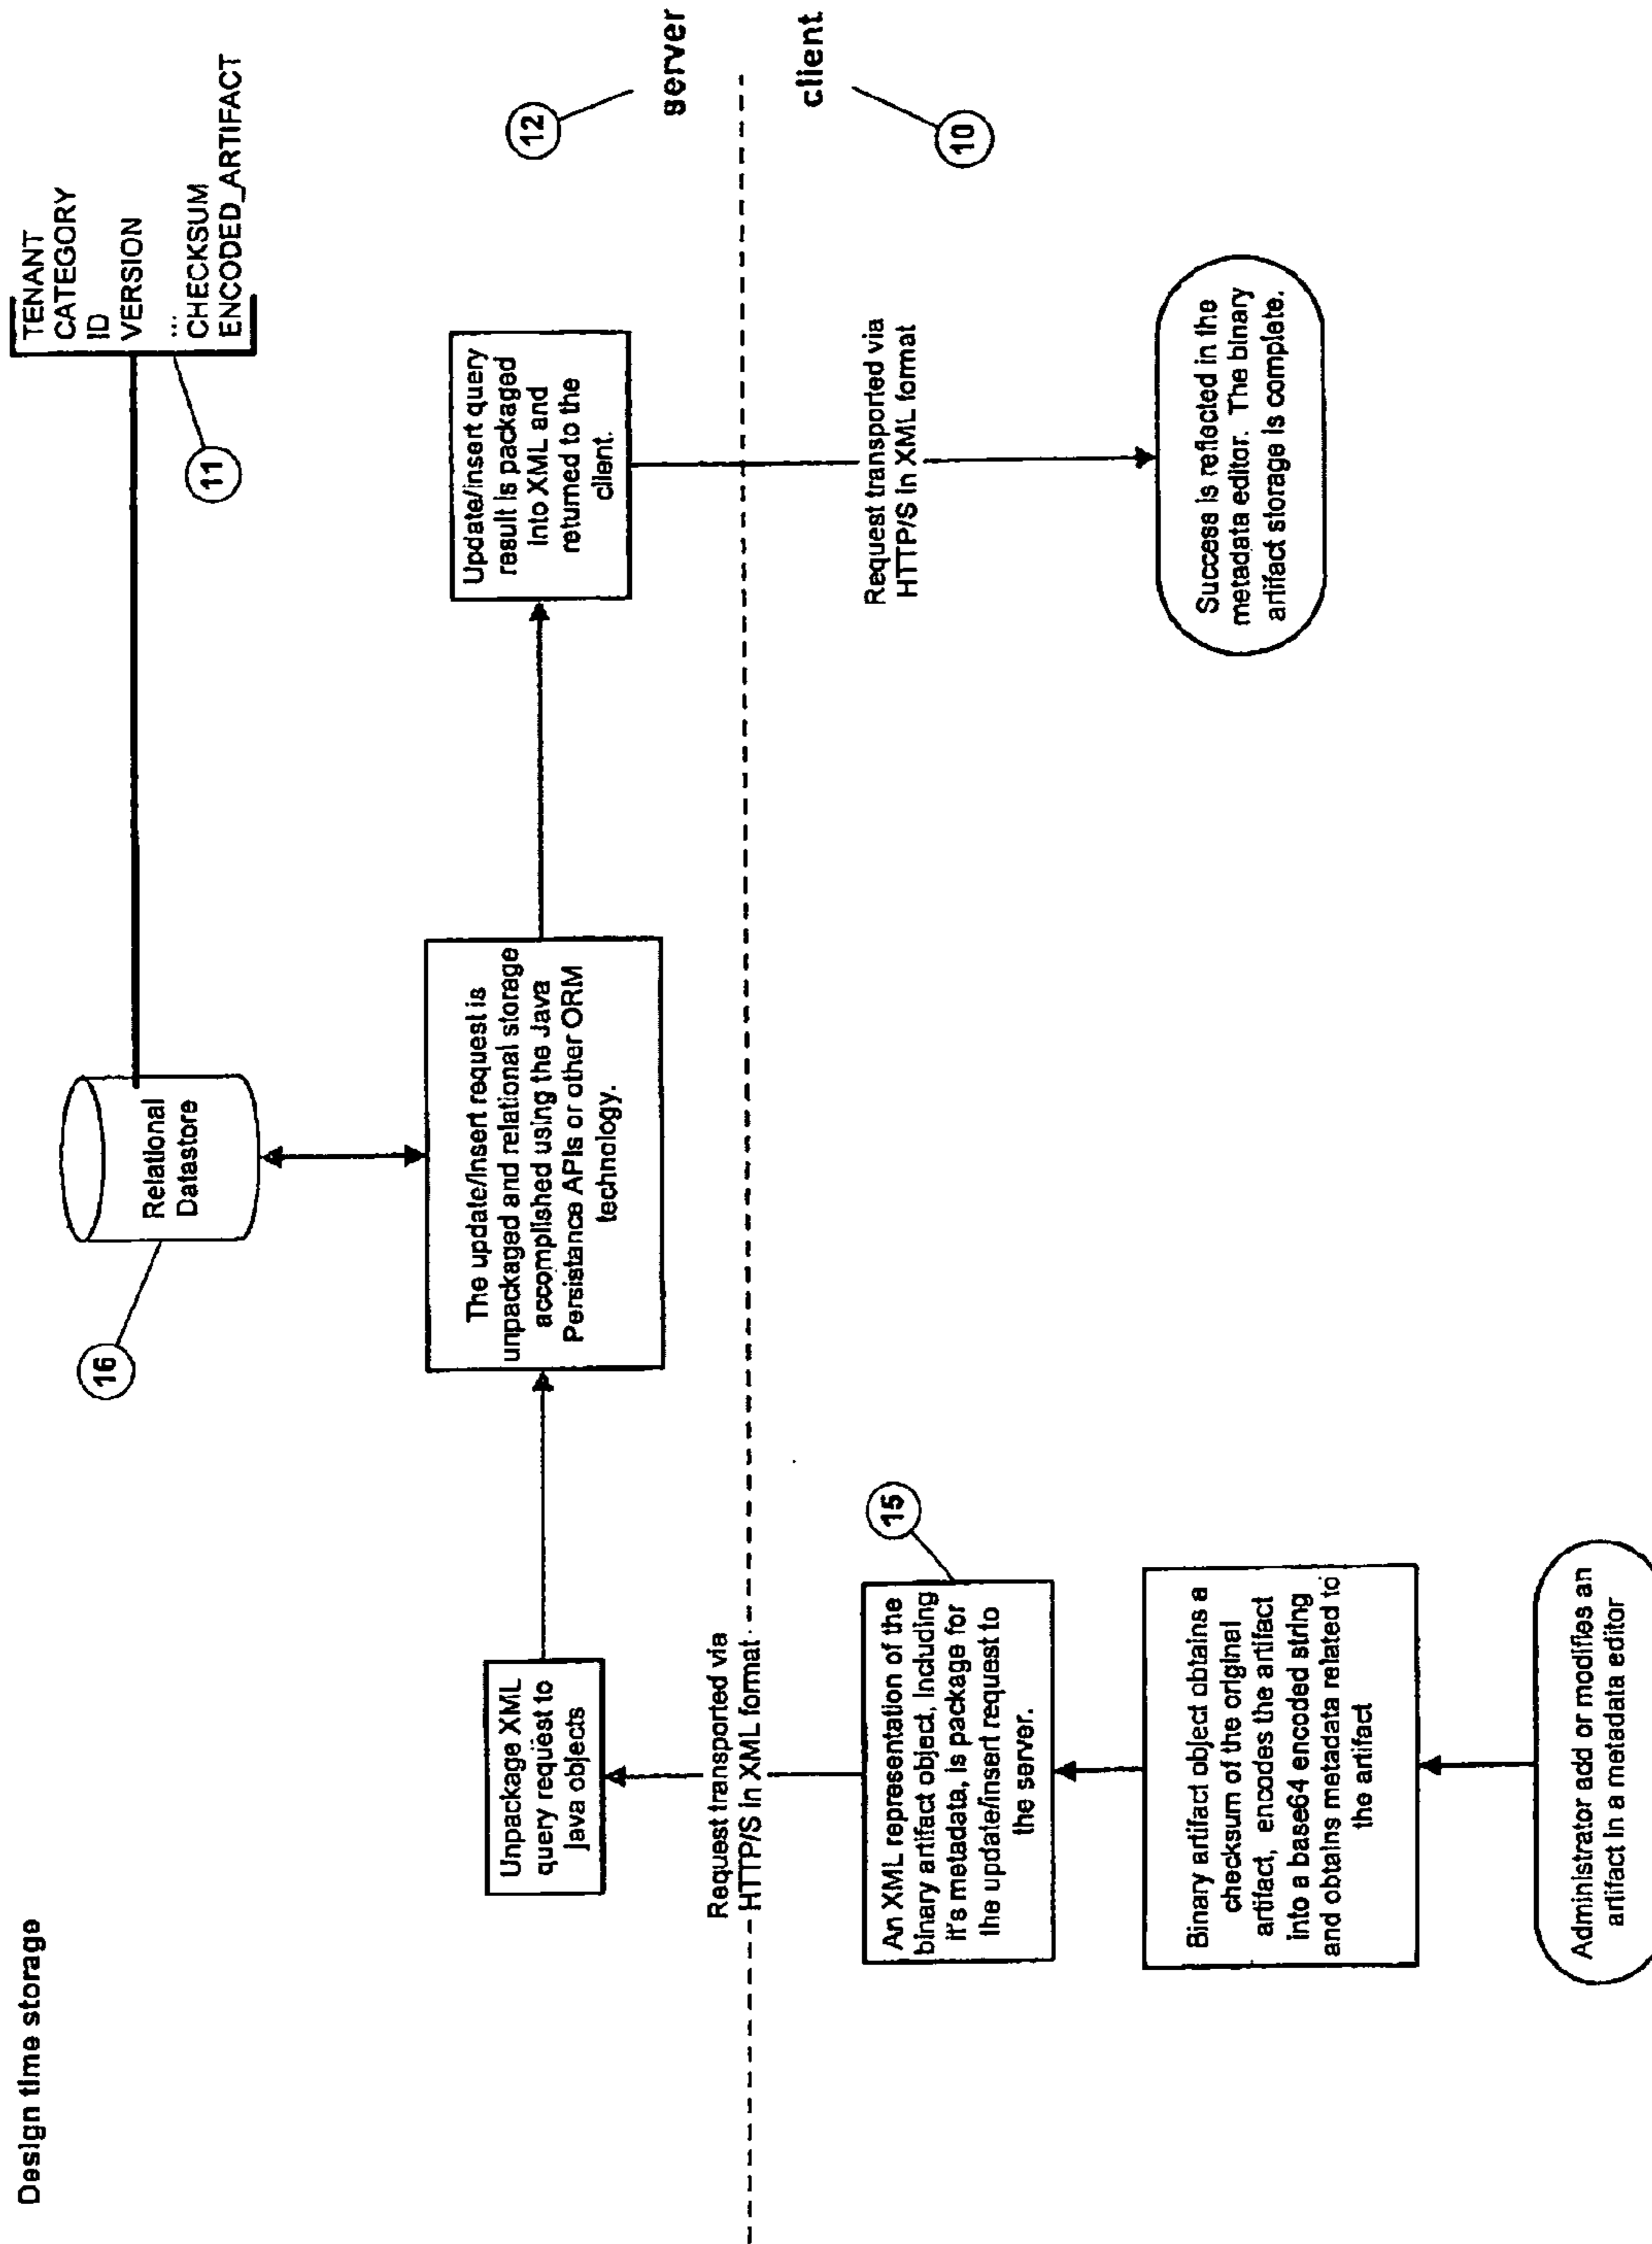 Design time storage
TENANT
CATEGORY
ID
VERSION
...
CHECKSUM
ENCODED_ARTIFACT
11
16
Relational
Datastore
12
server
Unpackage XML
query request to
java objects
The update/insert request is
unpackaged and relational storage
accomplished using the Java
Persistance APIs or other ORM
technology.
Update/insert query
result is packaged
into XML and
returned to the
client.
Request transported via
HTTP/S in XML format
client
10
15
An XML representation of the
binary artifact object, including
it's metadata, is package for
the update/insert request to
the server.
Request transported via
HTTP/S in XML format
Binary artifact object obtains a
checksum of the original
artifact, encodes the artifact
into a base64 encoded string
and obtains metadata related to
the artifact
Success is reflected in the
metadata editor. The binary
artifact storage is complete.
Administrator add or modifies an
artifact in a metadata editor